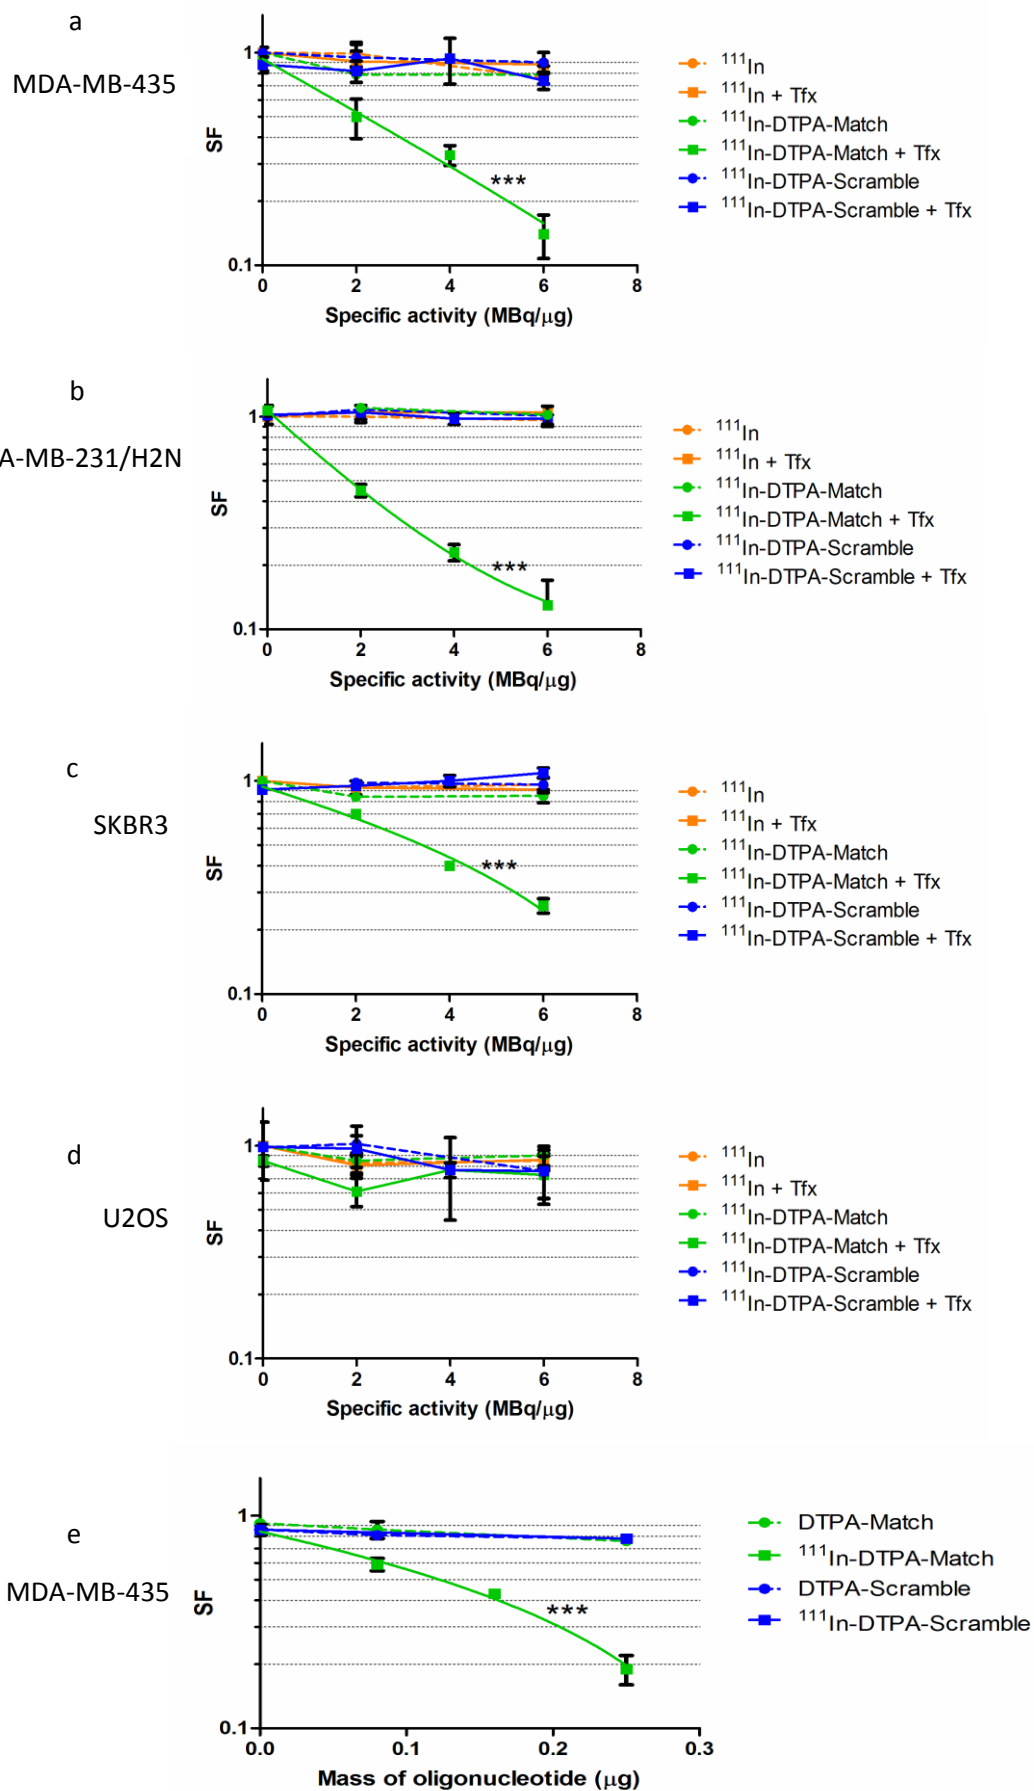 a
MDA-MB-435
SF
1
0.1
0 2 4 6 8
Specific activity (MBq/μg)
***
¹¹¹In
¹¹¹In + Tfx
¹¹¹In-DTPA-Match
¹¹¹In-DTPA-Match + Tfx
¹¹¹In-DTPA-Scramble
¹¹¹In-DTPA-Scramble + Tfx
b
A-MB-231/H2N
SF
1
0.1
0 2 4 6 8
Specific activity (MBq/μg)
***
¹¹¹In
¹¹¹In + Tfx
¹¹¹In-DTPA-Match
¹¹¹In-DTPA-Match + Tfx
¹¹¹In-DTPA-Scramble
¹¹¹In-DTPA-Scramble + Tfx
c
SKBR3
SF
1
0.1
0 2 4 6 8
Specific activity (MBq/μg)
***
¹¹¹In
¹¹¹In + Tfx
¹¹¹In-DTPA-Match
¹¹¹In-DTPA-Match + Tfx
¹¹¹In-DTPA-Scramble
¹¹¹In-DTPA-Scramble + Tfx
d
U2OS
SF
1
0.1
0 2 4 6 8
Specific activity (MBq/μg)
¹¹¹In
¹¹¹In + Tfx
¹¹¹In-DTPA-Match
¹¹¹In-DTPA-Match + Tfx
¹¹¹In-DTPA-Scramble
¹¹¹In-DTPA-Scramble + Tfx
e
MDA-MB-435
SF
1
0.1
0.0 0.1 0.2 0.3
Mass of oligonucleotide (μg)
***
DTPA-Match
¹¹¹In-DTPA-Match
DTPA-Scramble
¹¹¹In-DTPA-Scramble